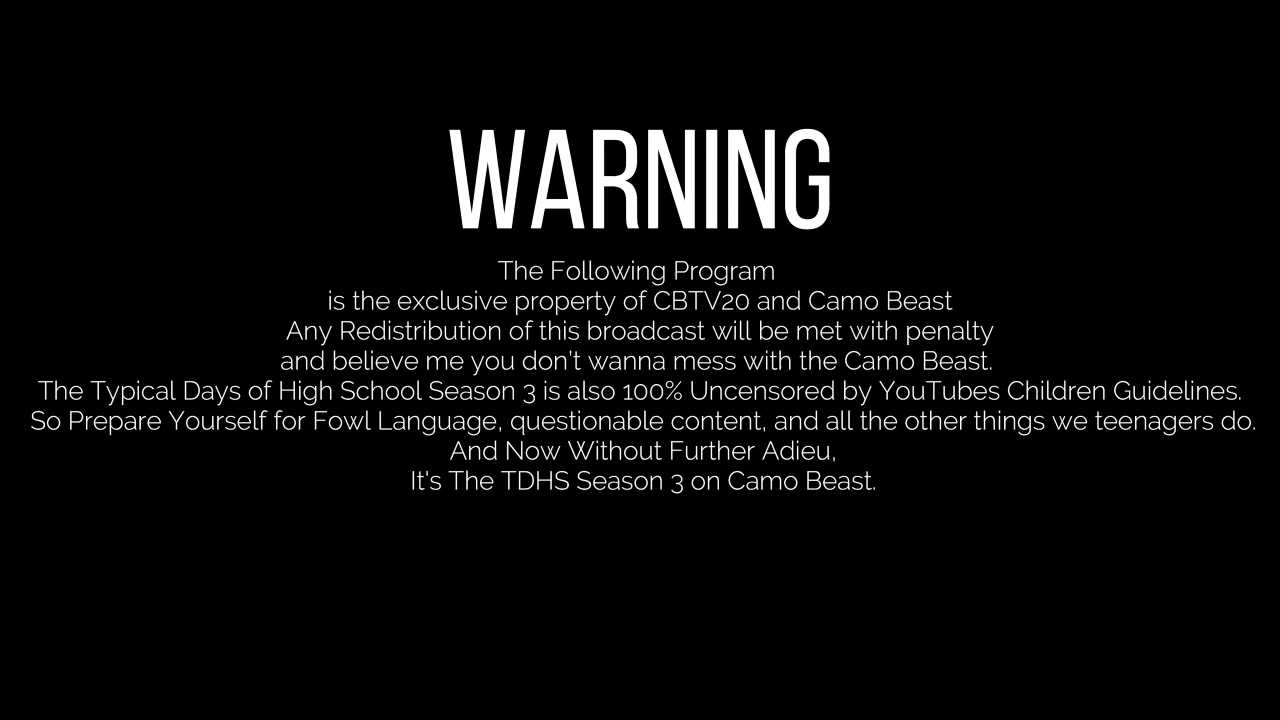 WARNING
The Following Program
is the exclusive property of CBTV20 and Camo Beast
Any Redistribution of this broadcast will be met with penalty
and believe me you don't wanna mess with the Camo Beast.
The Typical Days of High School Season 3 is also 100% Uncensored by YouTubes Children Guidelines.
So Prepare Yourself for Fowl Language, questionable content, and all the other things we teenagers do.
And Now Without Further Adieu,
It's The TDHS Season 3 on Camo Beast.